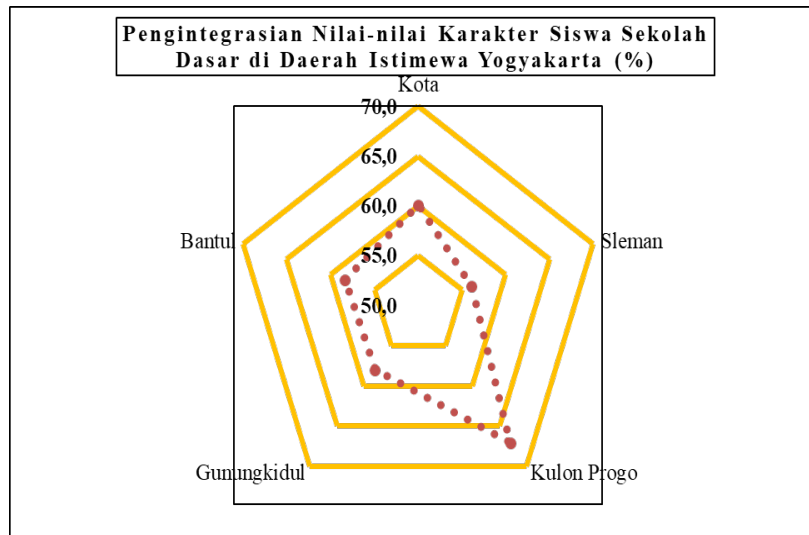 Pengintegrasian Nilai-nilai Karakter Siswa Sekolah
Dasar di Daerah Istimewa Yogyakarta (%)
Kota
70,0
65,0
60,0
Bantul
Sleman
55,0
50,0
Gunungkidul
Kulon Progo